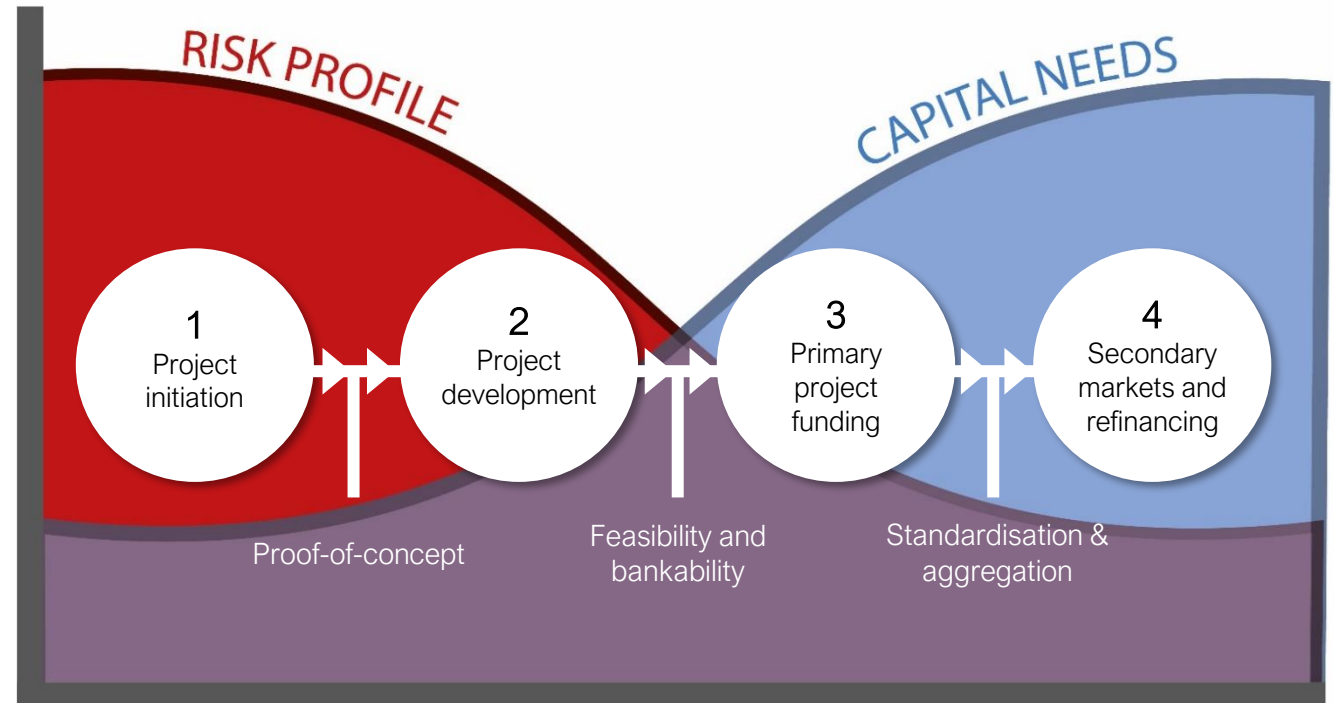 RISK PROFILE
CAPITAL NEEDS
1
Project
initiation
2
Project
development
3
Primary
project
funding
4
Secondary
markets and
refinancing
Proof-of-concept
Feasibility and
bankability
Standardisation &
aggregation